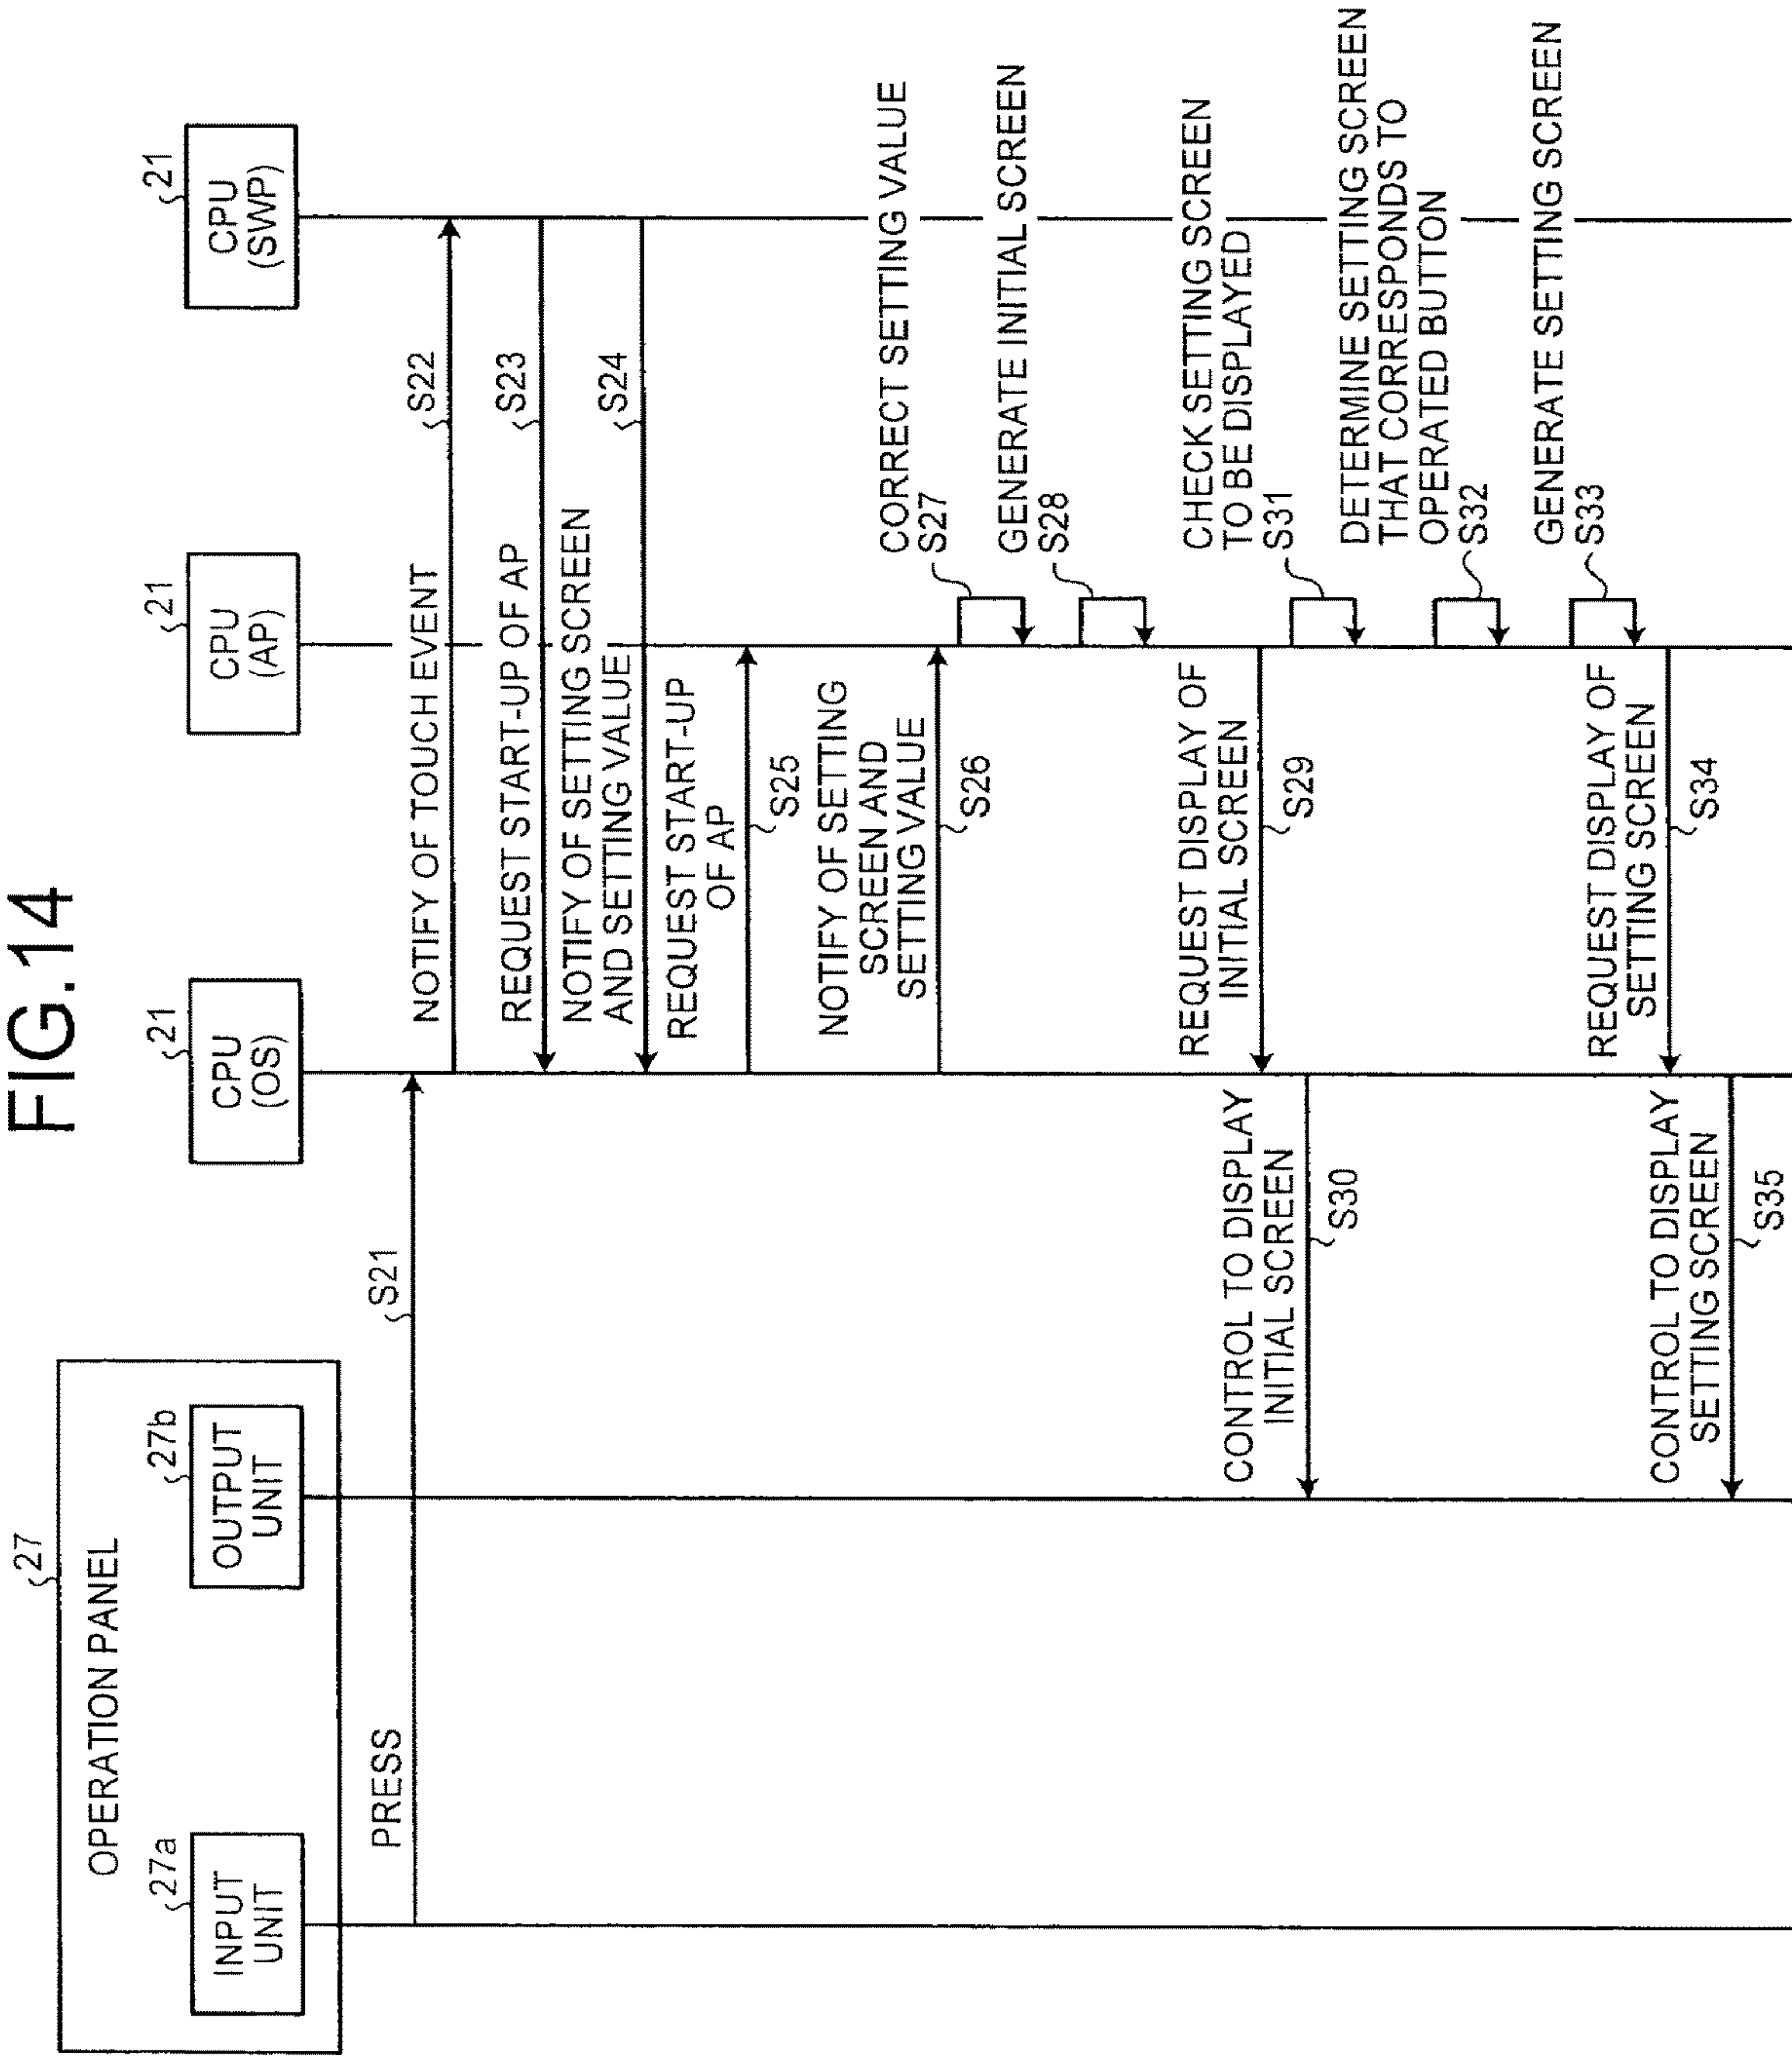 FIG.14
27
OPERATION PANEL
27a
INPUT
UNIT
27b
OUTPUT
UNIT
21
CPU
(OS)
21
CPU
(AP)
21
CPU
(SWP)
PRESS
S21
NOTIFY OF TOUCH EVENT
S22
REQUEST START-UP OF AP
S23
NOTIFY OF SETTING SCREEN
AND SETTING VALUE
S24
REQUEST START-UP
OF AP
S25
NOTIFY OF SETTING
SCREEN AND
SETTING VALUE
S26
CORRECT SETTING VALUE
S27
GENERATE INITIAL SCREEN
S28
REQUEST DISPLAY OF
INITIAL SCREEN
S29
CONTROL TO DISPLAY
INITIAL SCREEN
S30
CHECK SETTING SCREEN
TO BE DISPLAYED
S31
DETERMINE SETTING SCREEN
THAT CORRESPONDS TO
OPERATED BUTTON
S32
GENERATE SETTING SCREEN
S33
REQUEST DISPLAY OF
SETTING SCREEN
S34
CONTROL TO DISPLAY
SETTING SCREEN
S35